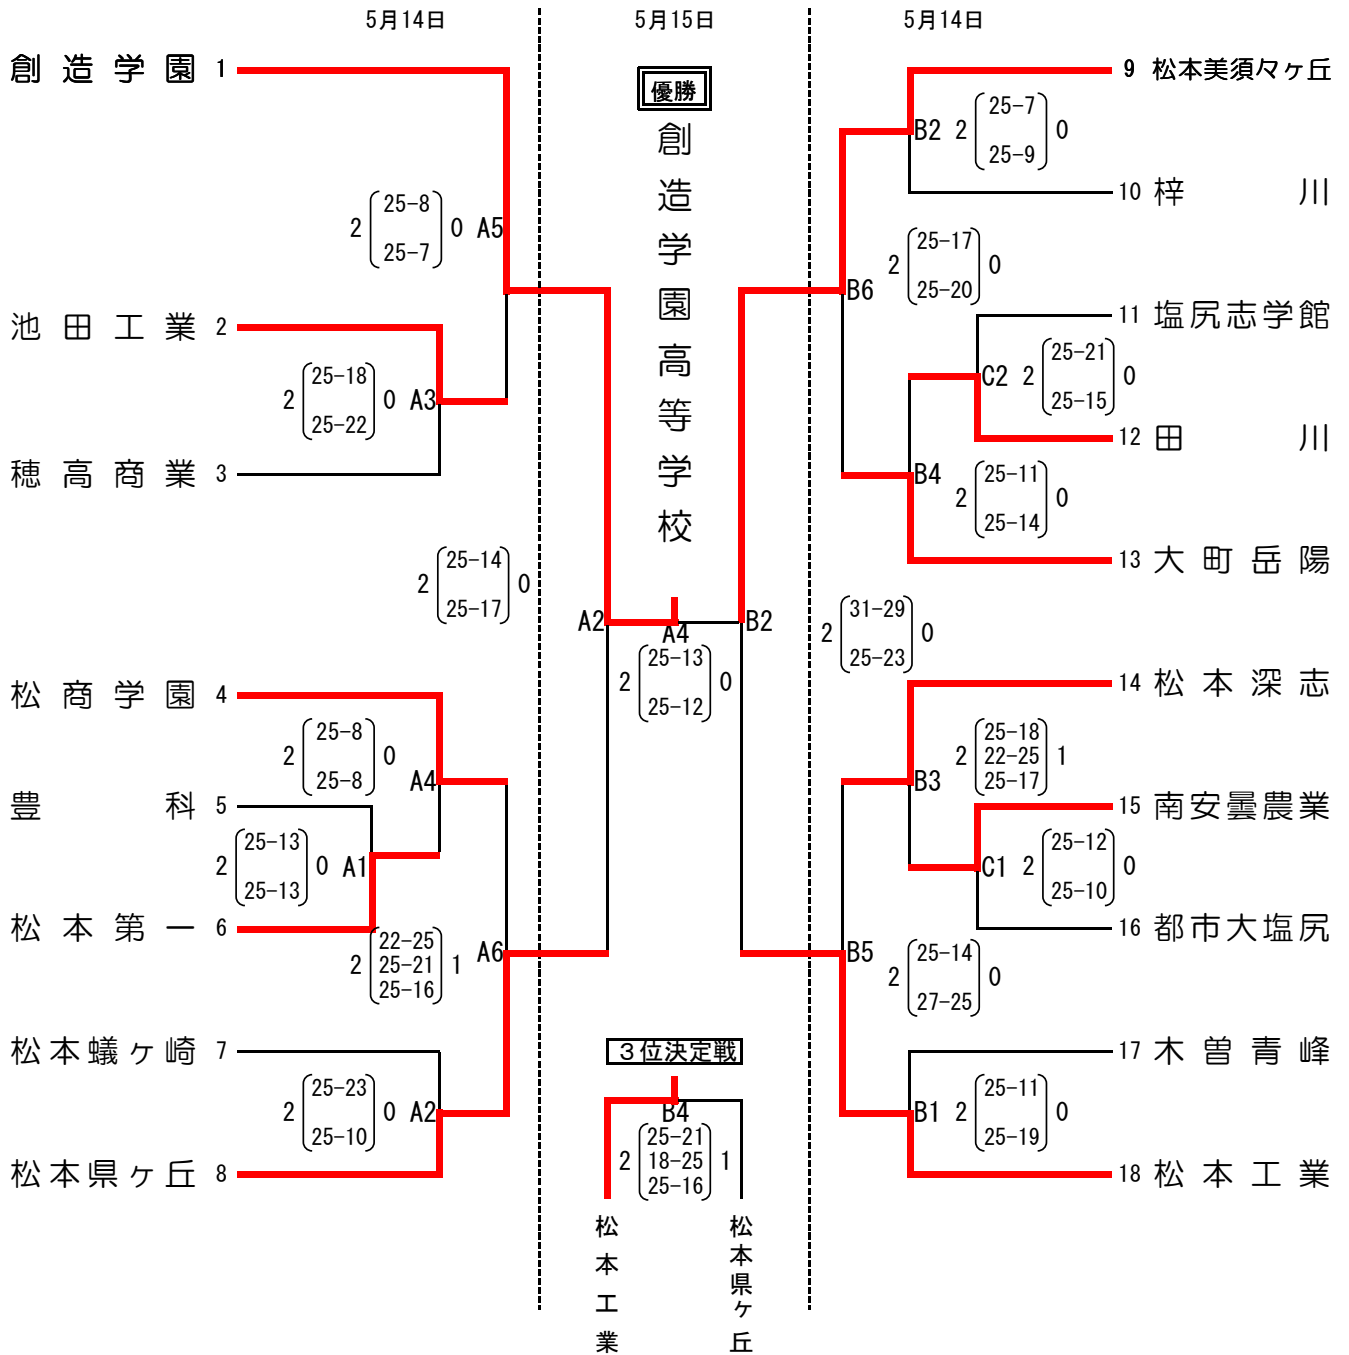 5月14日
5月15日
5月14日
創造学園 1
池田工業 2
穂高商業 3
松商学園 4
豊科 5
松本第一 6
松本蟻ヶ崎 7
松本県ヶ丘 8
2 25-8 25-7 0 A5
2 25-18 25-22 0 A3
2 25-14 25-17 0
A2
2 25-8 25-8 0 A4
2 25-13 25-13 0 A1
2 22-25 25-21 25-16 1 A6
2 25-23 25-10 0 A2
優勝
創造学園高等学校
A4
2 25-13 25-12 0
3位決定戦
B4
2 25-21 18-25 25-16 1
松本工業
松本県ヶ丘
9 松本美須々ヶ丘
B2 2 25-7 25-9 0
10 梓川
B6 2 25-17 25-20 0
11 塩尻志学館
C2 2 25-21 25-15 0
12 田川
B4 2 25-11 25-14 0
13 大町岳陽
B2 2 31-29 25-23 0
14 松本深志
B3 2 25-18 22-25 25-17 1
15 南安曇農業
C1 2 25-12 25-10 0
16 都市大塩尻
B5 2 25-14 27-25 0
17 木曽青峰
B1 2 25-11 25-19 0
18 松本工業